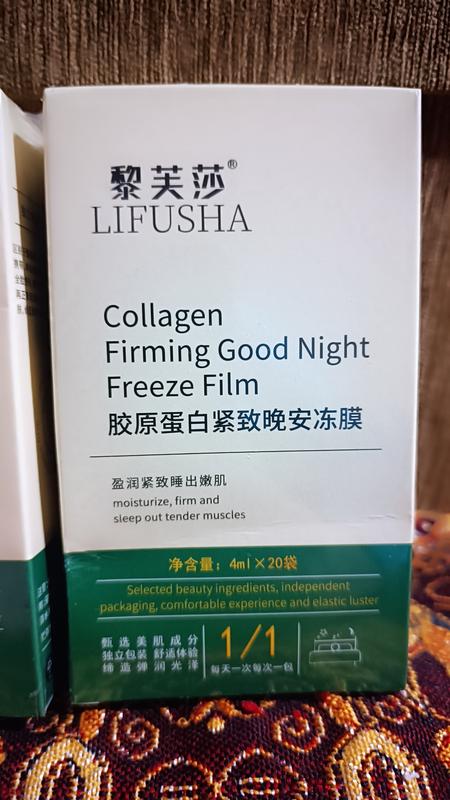 黎芙莎®
LIFUSHA
Collagen
Firming Good Night
Freeze Film
胶原蛋白紧致晚安冻膜
盈润紧致睡出嫩肌
moisturize, firm and
sleep out tender muscles
净含量：4ml×20袋
Selected beauty ingredients, independent
packaging, comfortable experience and elastic luster
甄选美肌成分
独立包装 舒适体验
缔造弹润光泽
1/1
每天一次每次一包